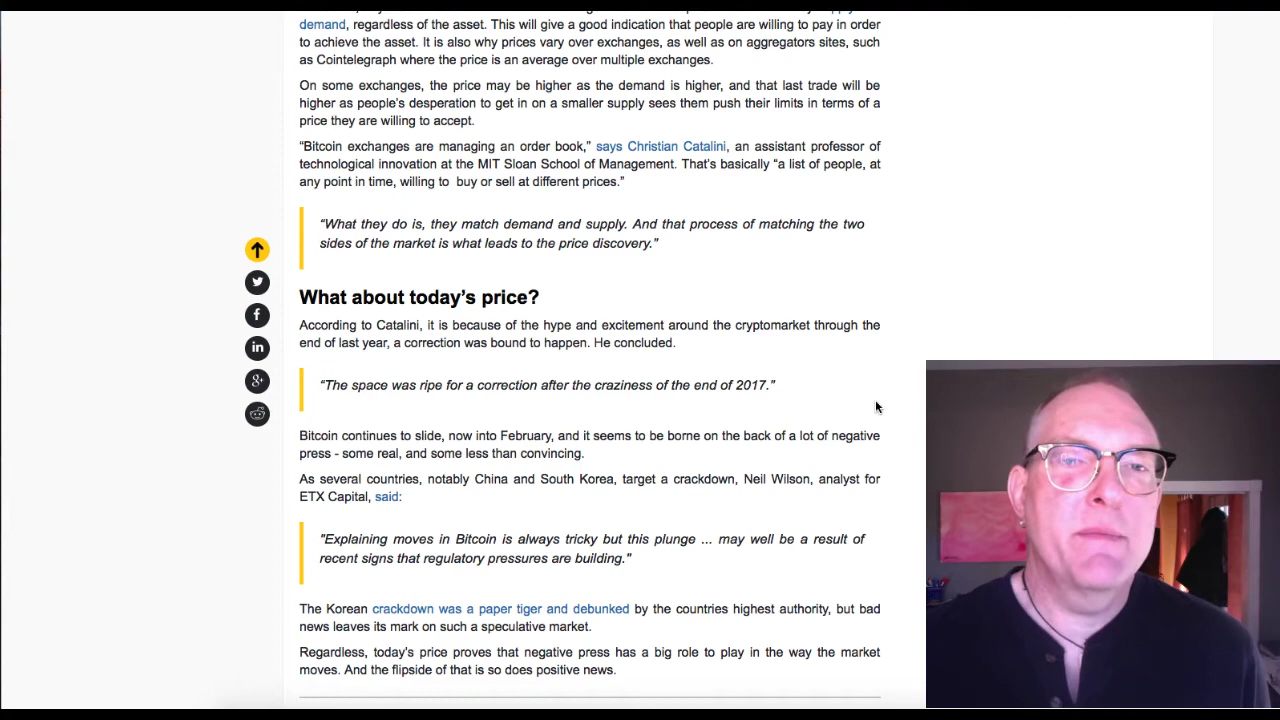 demand, regardless of the asset. This will give a good indication that people are willing to pay in order
to achieve the asset. It is also why prices vary over exchanges, as well as on aggregators sites, such
as Cointelegraph where the price is an average over multiple exchanges.
On some exchanges, the price may be higher as the demand is higher, and that last trade will be
higher as people's desperation to get in on a smaller supply sees them push their limits in terms of a
price they are willing to accept.
“Bitcoin exchanges are managing an order book,” says Christian Catalini, an assistant professor of
technological innovation at the MIT Sloan School of Management. That's basically “a list of people, at
any point in time, willing to buy or sell at different prices.”
“What they do is, they match demand and supply. And that process of matching the two
sides of the market is what leads to the price discovery.”
What about today's price?
According to Catalini, it is because of the hype and excitement around the cryptomarket through the
end of last year, a correction was bound to happen. He concluded.
“The space was ripe for a correction after the craziness of the end of 2017.”
Bitcoin continues to slide, now into February, and it seems to be borne on the back of a lot of negative
press - some real, and some less than convincing.
As several countries, notably China and South Korea, target a crackdown, Neil Wilson, analyst for
ETX Capital, said:
"Explaining moves in Bitcoin is always tricky but this plunge ... may well be a result of
recent signs that regulatory pressures are building."
The Korean crackdown was a paper tiger and debunked by the countries highest authority, but bad
news leaves its mark on such a speculative market.
Regardless, today's price proves that negative press has a big role to play in the way the market
moves. And the flipside of that is so does positive news.